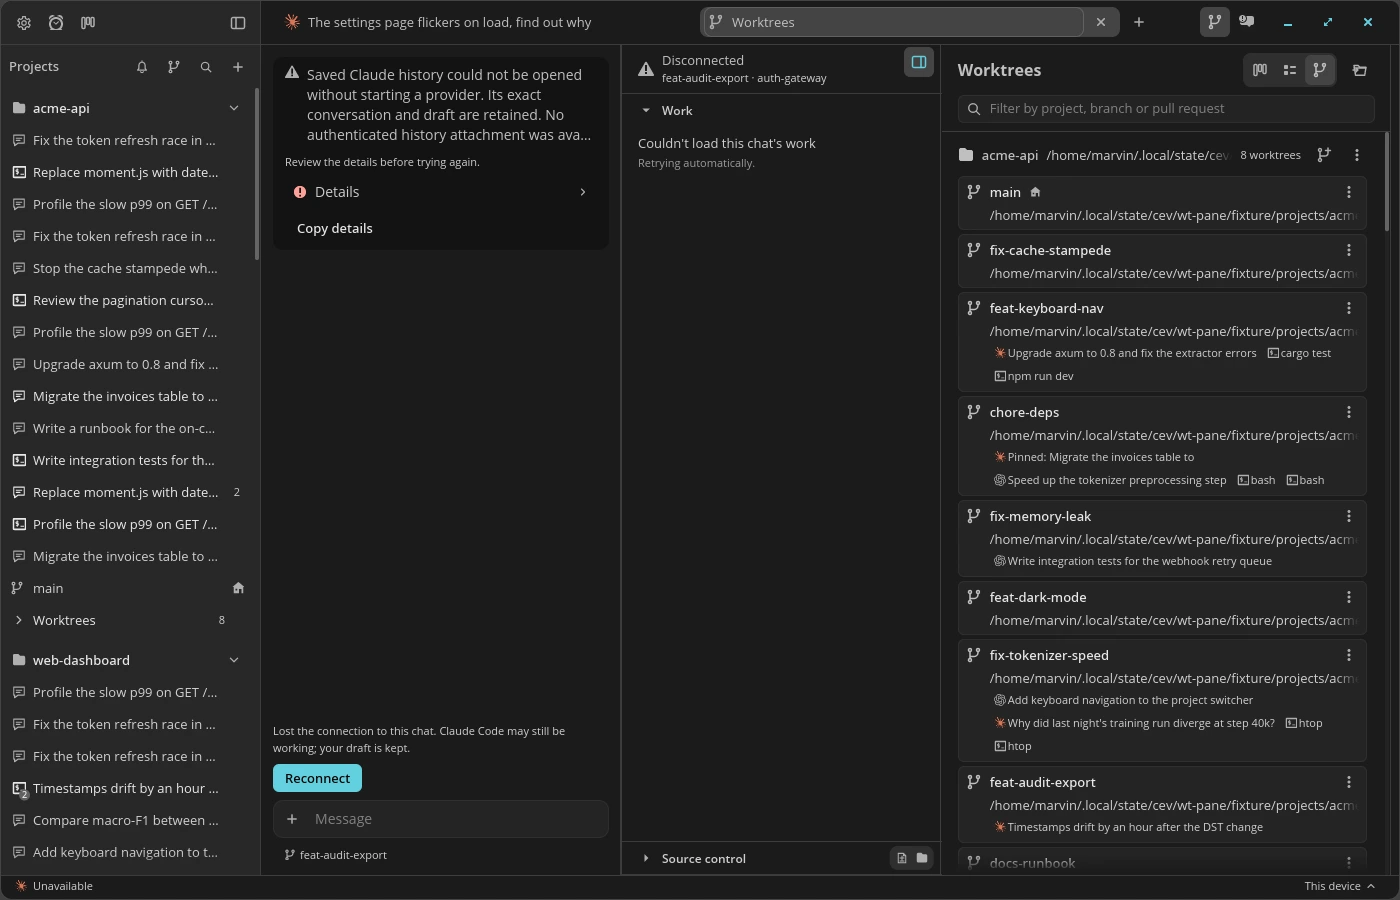 The settings page flickers on load, find out why
Worktrees
Projects
acme-api
Fix the token refresh race in ...
Replace moment.js with date...
Profile the slow p99 on GET /...
Fix the token refresh race in ...
Stop the cache stampede wh...
Review the pagination curso...
Profile the slow p99 on GET /...
Upgrade axum to 0.8 and fix ...
Migrate the invoices table to ...
Write a runbook for the on-c...
Write integration tests for th...
Replace moment.js with date... 2
Profile the slow p99 on GET /...
Migrate the invoices table to ...
main
Worktrees 8
web-dashboard
Profile the slow p99 on GET /...
Fix the token refresh race in ...
Fix the token refresh race in ...
2 Timestamps drift by an hour ...
Compare macro-F1 between ...
Add keyboard navigation to t...
Unavailable
Saved Claude history could not be opened
without starting a provider. Its exact
conversation and draft are retained. No
authenticated history attachment was ava...
Review the details before trying again.
Details
Copy details
Lost the connection to this chat. Claude Code may still be
working; your draft is kept.
Reconnect
Message
feat-audit-export
Disconnected
feat-audit-export · auth-gateway
Work
Couldn't load this chat's work
Retrying automatically.
Source control
Worktrees
Filter by project, branch or pull request
acme-api /home/marvin/.local/state/cev 8 worktrees
main
/home/marvin/.local/state/cev/wt-pane/fixture/projects/acm
fix-cache-stampede
/home/marvin/.local/state/cev/wt-pane/fixture/projects/acm
feat-keyboard-nav
/home/marvin/.local/state/cev/wt-pane/fixture/projects/acm
Upgrade axum to 0.8 and fix the extractor errors cargo test
npm run dev
chore-deps
/home/marvin/.local/state/cev/wt-pane/fixture/projects/acm
Pinned: Migrate the invoices table to
Speed up the tokenizer preprocessing step bash bash
fix-memory-leak
/home/marvin/.local/state/cev/wt-pane/fixture/projects/acm
Write integration tests for the webhook retry queue
feat-dark-mode
/home/marvin/.local/state/cev/wt-pane/fixture/projects/acm
fix-tokenizer-speed
/home/marvin/.local/state/cev/wt-pane/fixture/projects/acm
Add keyboard navigation to the project switcher
Why did last night's training run diverge at step 40k? htop
htop
feat-audit-export
/home/marvin/.local/state/cev/wt-pane/fixture/projects/acm
Timestamps drift by an hour after the DST change
docs-runbook
This device